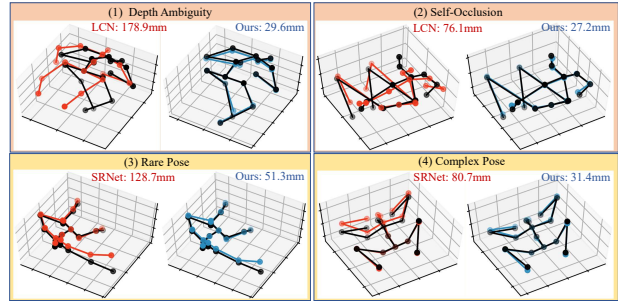 (1) Depth Ambiguity
LCN: 178.9mm
Ours: 29.6mm
(2) Self-Occlusion
LCN: 76.1mm
Ours: 27.2mm
(3) Rare Pose
SRNet: 128.7mm
Ours: 51.3mm
(4) Complex Pose
SRNet: 80.7mm
Ours: 31.4mm